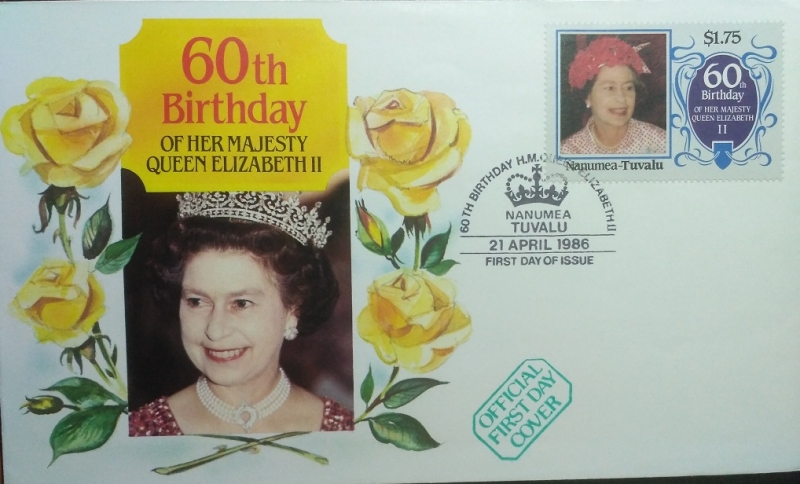 60th
Birthday
OF HER MAJESTY
QUEEN ELIZABETH II
$1.75
60th
Birthday
OF HER MAJESTY
QUEEN ELIZABETH
II
Nanumea-Tuvalu
60TH BIRTHDAY H.M. QUEEN ELIZABETH II
NANUMEA
TUVALU
21 APRIL 1986
FIRST DAY OF ISSUE
OFFICIAL
FIRST DAY
COVER